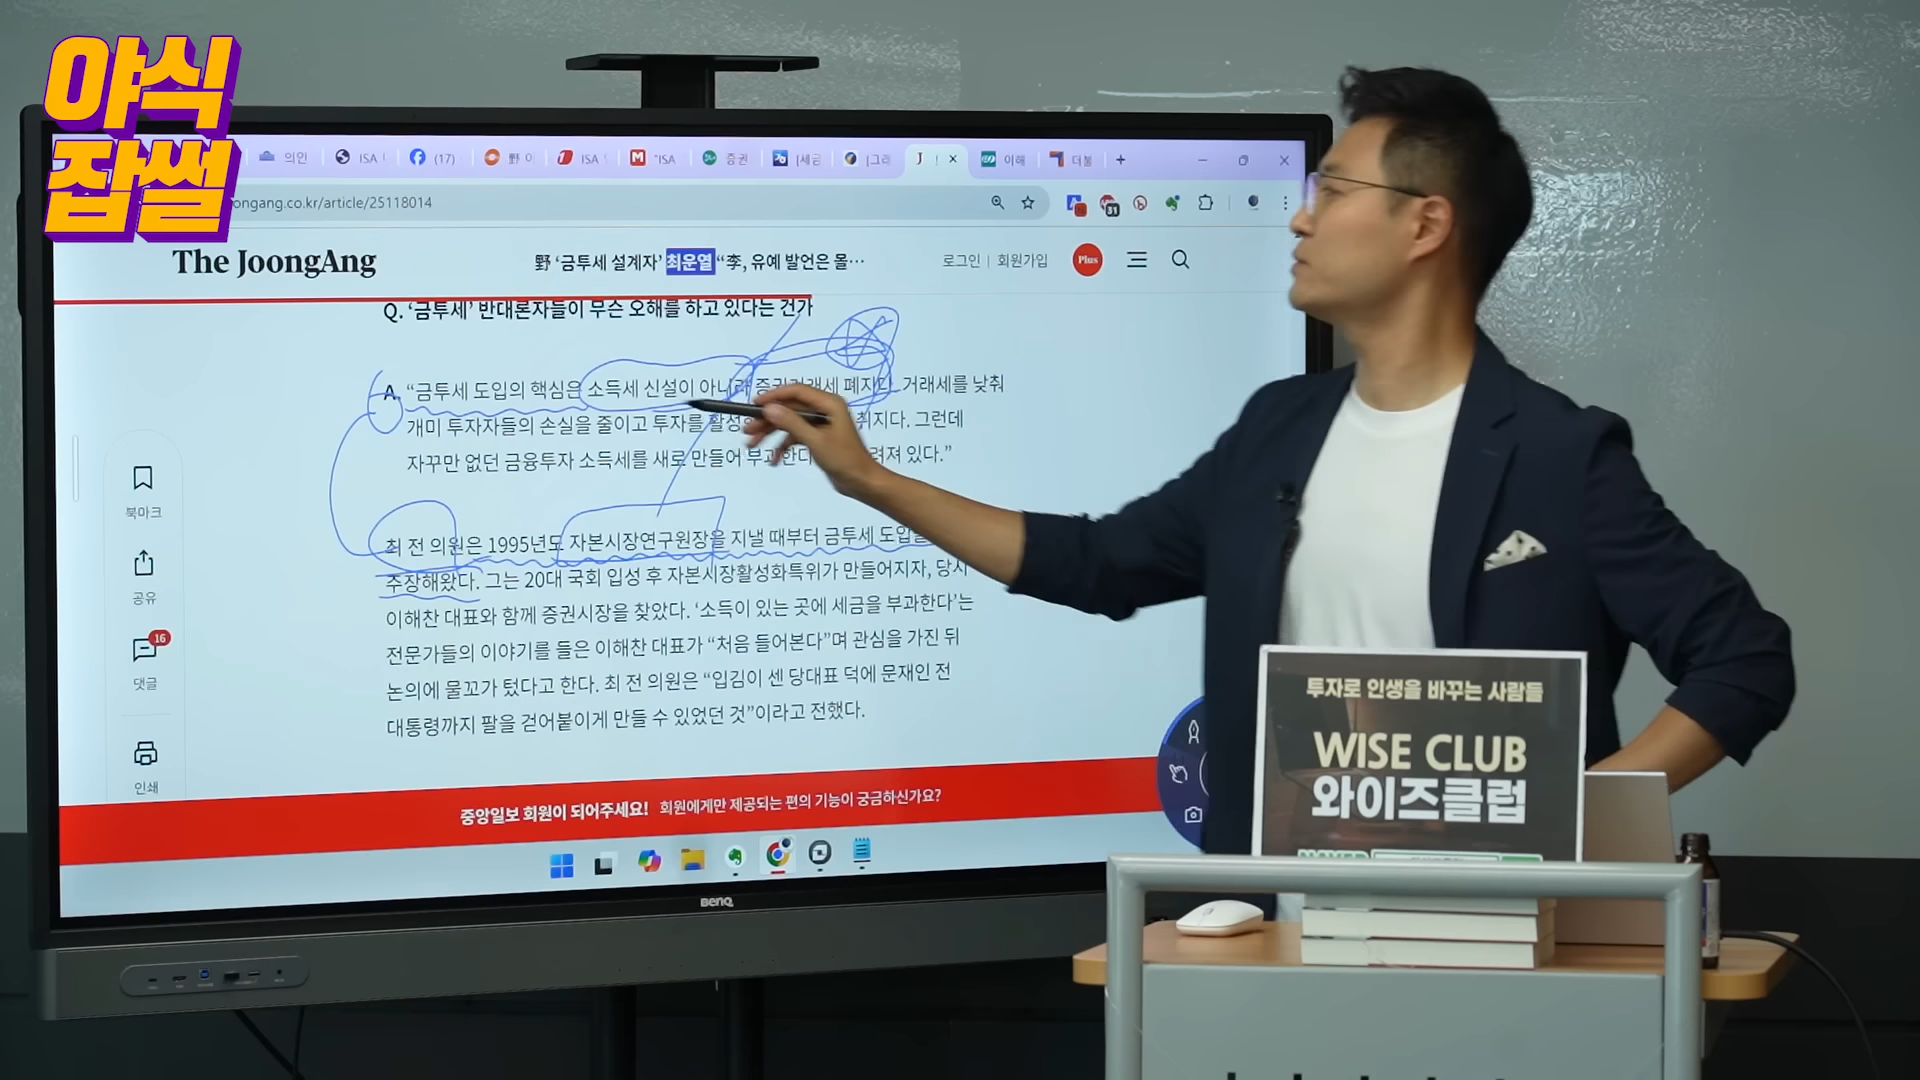 야식
잡썰
의인
ISA
(17)
野
ISA
"ISA
증권
[세금
[그리
이해
더불
ongang.co.kr/article/25118014
31
The JoongAng
野 ‘금투세 설계자’ 최운열 “李, 유예 발언은 몰…
로그인 | 회원가입
Plus
Q. ‘금투세’ 반대론자들이 무슨 오해를 하고 있다는 건가
A. “금투세 도입의 핵심은 소득세 신설이 아니라 증권거래세 폐지다. 거래세를 낮춰
개미 투자자들의 손실을 줄이고 투자를 취지다. 그런데
자꾸만 없던 금융투자 소득세를 새로 만들어 부과한다 려져 있다.”
최 전 의원은 1995년도 자본시장연구원장을 지낼 때부터 금투세 도입을
주장해왔다. 그는 20대 국회 입성 후 자본시장활성화특위가 만들어지자, 당시
이해찬 대표와 함께 증권시장을 찾았다. ‘소득이 있는 곳에 세금을 부과한다’는
전문가들의 이야기를 들은 이해찬 대표가 “처음 들어본다”며 관심을 가진 뒤
논의에 물꼬가 텄다고 한다. 최 전 의원은 “입김이 센 당대표 덕에 문재인 전
대통령까지 팔을 걷어붙이게 만들 수 있었던 것”이라고 전했다.
북마크
공유
16
댓글
인쇄
중앙일보 회원이 되어주세요! 회원에게만 제공되는 편의 기능이 궁금하신가요?
BenQ
투자로 인생을 바꾸는 사람들
WISE CLUB
와이즈클럽